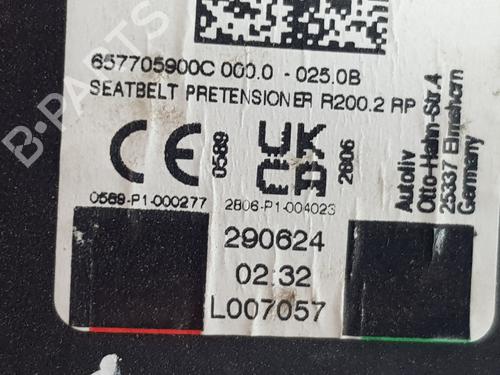 B-PARTS
657705900C 000.0 - 025.0B
SEATBELT PRETENSIONER R200.2 RP
CE 0589
UK CA 2806
0589-P1-000277
2806-P1-004023
Autoliv
Otto-Hahn-Str.4
25337 Elmshorn
Germany
290624
02:32
L007057